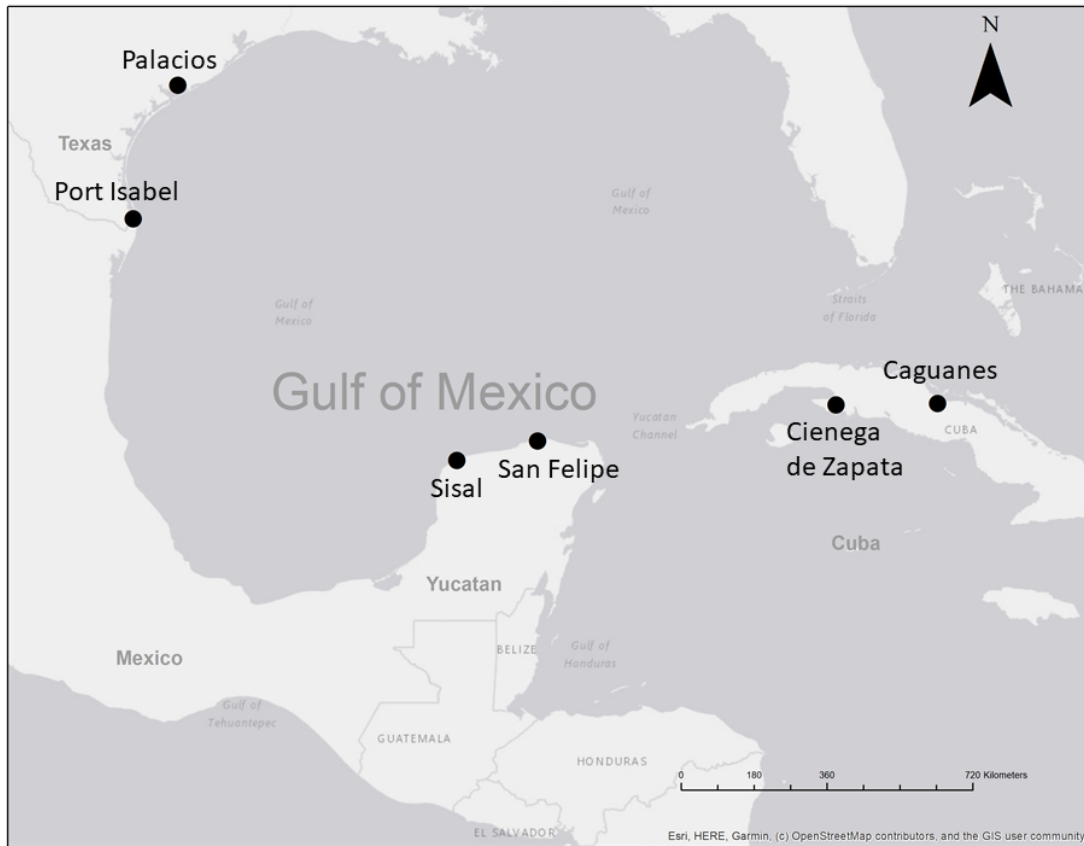 N
Palacios
Texas
Port Isabel
Gulf of
Mexico
Gulf of
Mexico
Straits
of Florida
THE BAHAMA
Gulf of Mexico
Caguanes
Yucatan
Channel
CUBA
Cienega
de Zapata
San Felipe
Sisal
Cuba
Yucatan
Mexico
BELIZE
Gulf of
Honduras
Gulf of
Tehuantepec
GUATEMALA
HONDURAS
0 180 360 720 Kilometers
EL SALVADOR
Esri, HERE, Garmin, (c) OpenStreetMap contributors, and the GIS user community